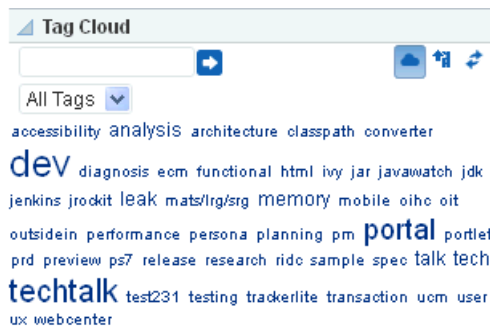 Tag Cloud
All Tags
accessibility analysis architecture classpath converter
dev diagnosis ecm functional html ivy jar javawatch jdk
jenkins jrockit leak mats/lrg/srg memory mobile oihc oit
outsidein performance persona planning pm portal portlet
prd preview ps7 release research ridc sample spec talk tech
techtalk test231 testing trackerlite transaction ucm user
ux webcenter